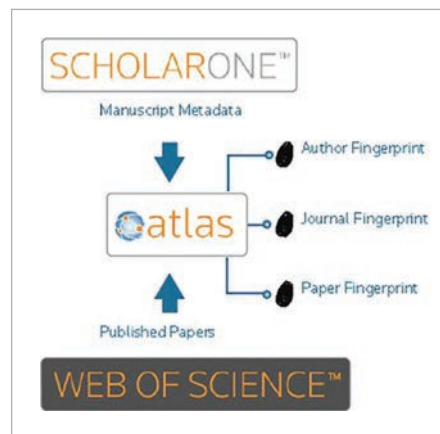 SCHOLARONE™
Manuscript Metadata
Author Fingerprint
atlas
Journal Fingerprint
Paper Fingerprint
Published Papers
WEB OF SCIENCE™